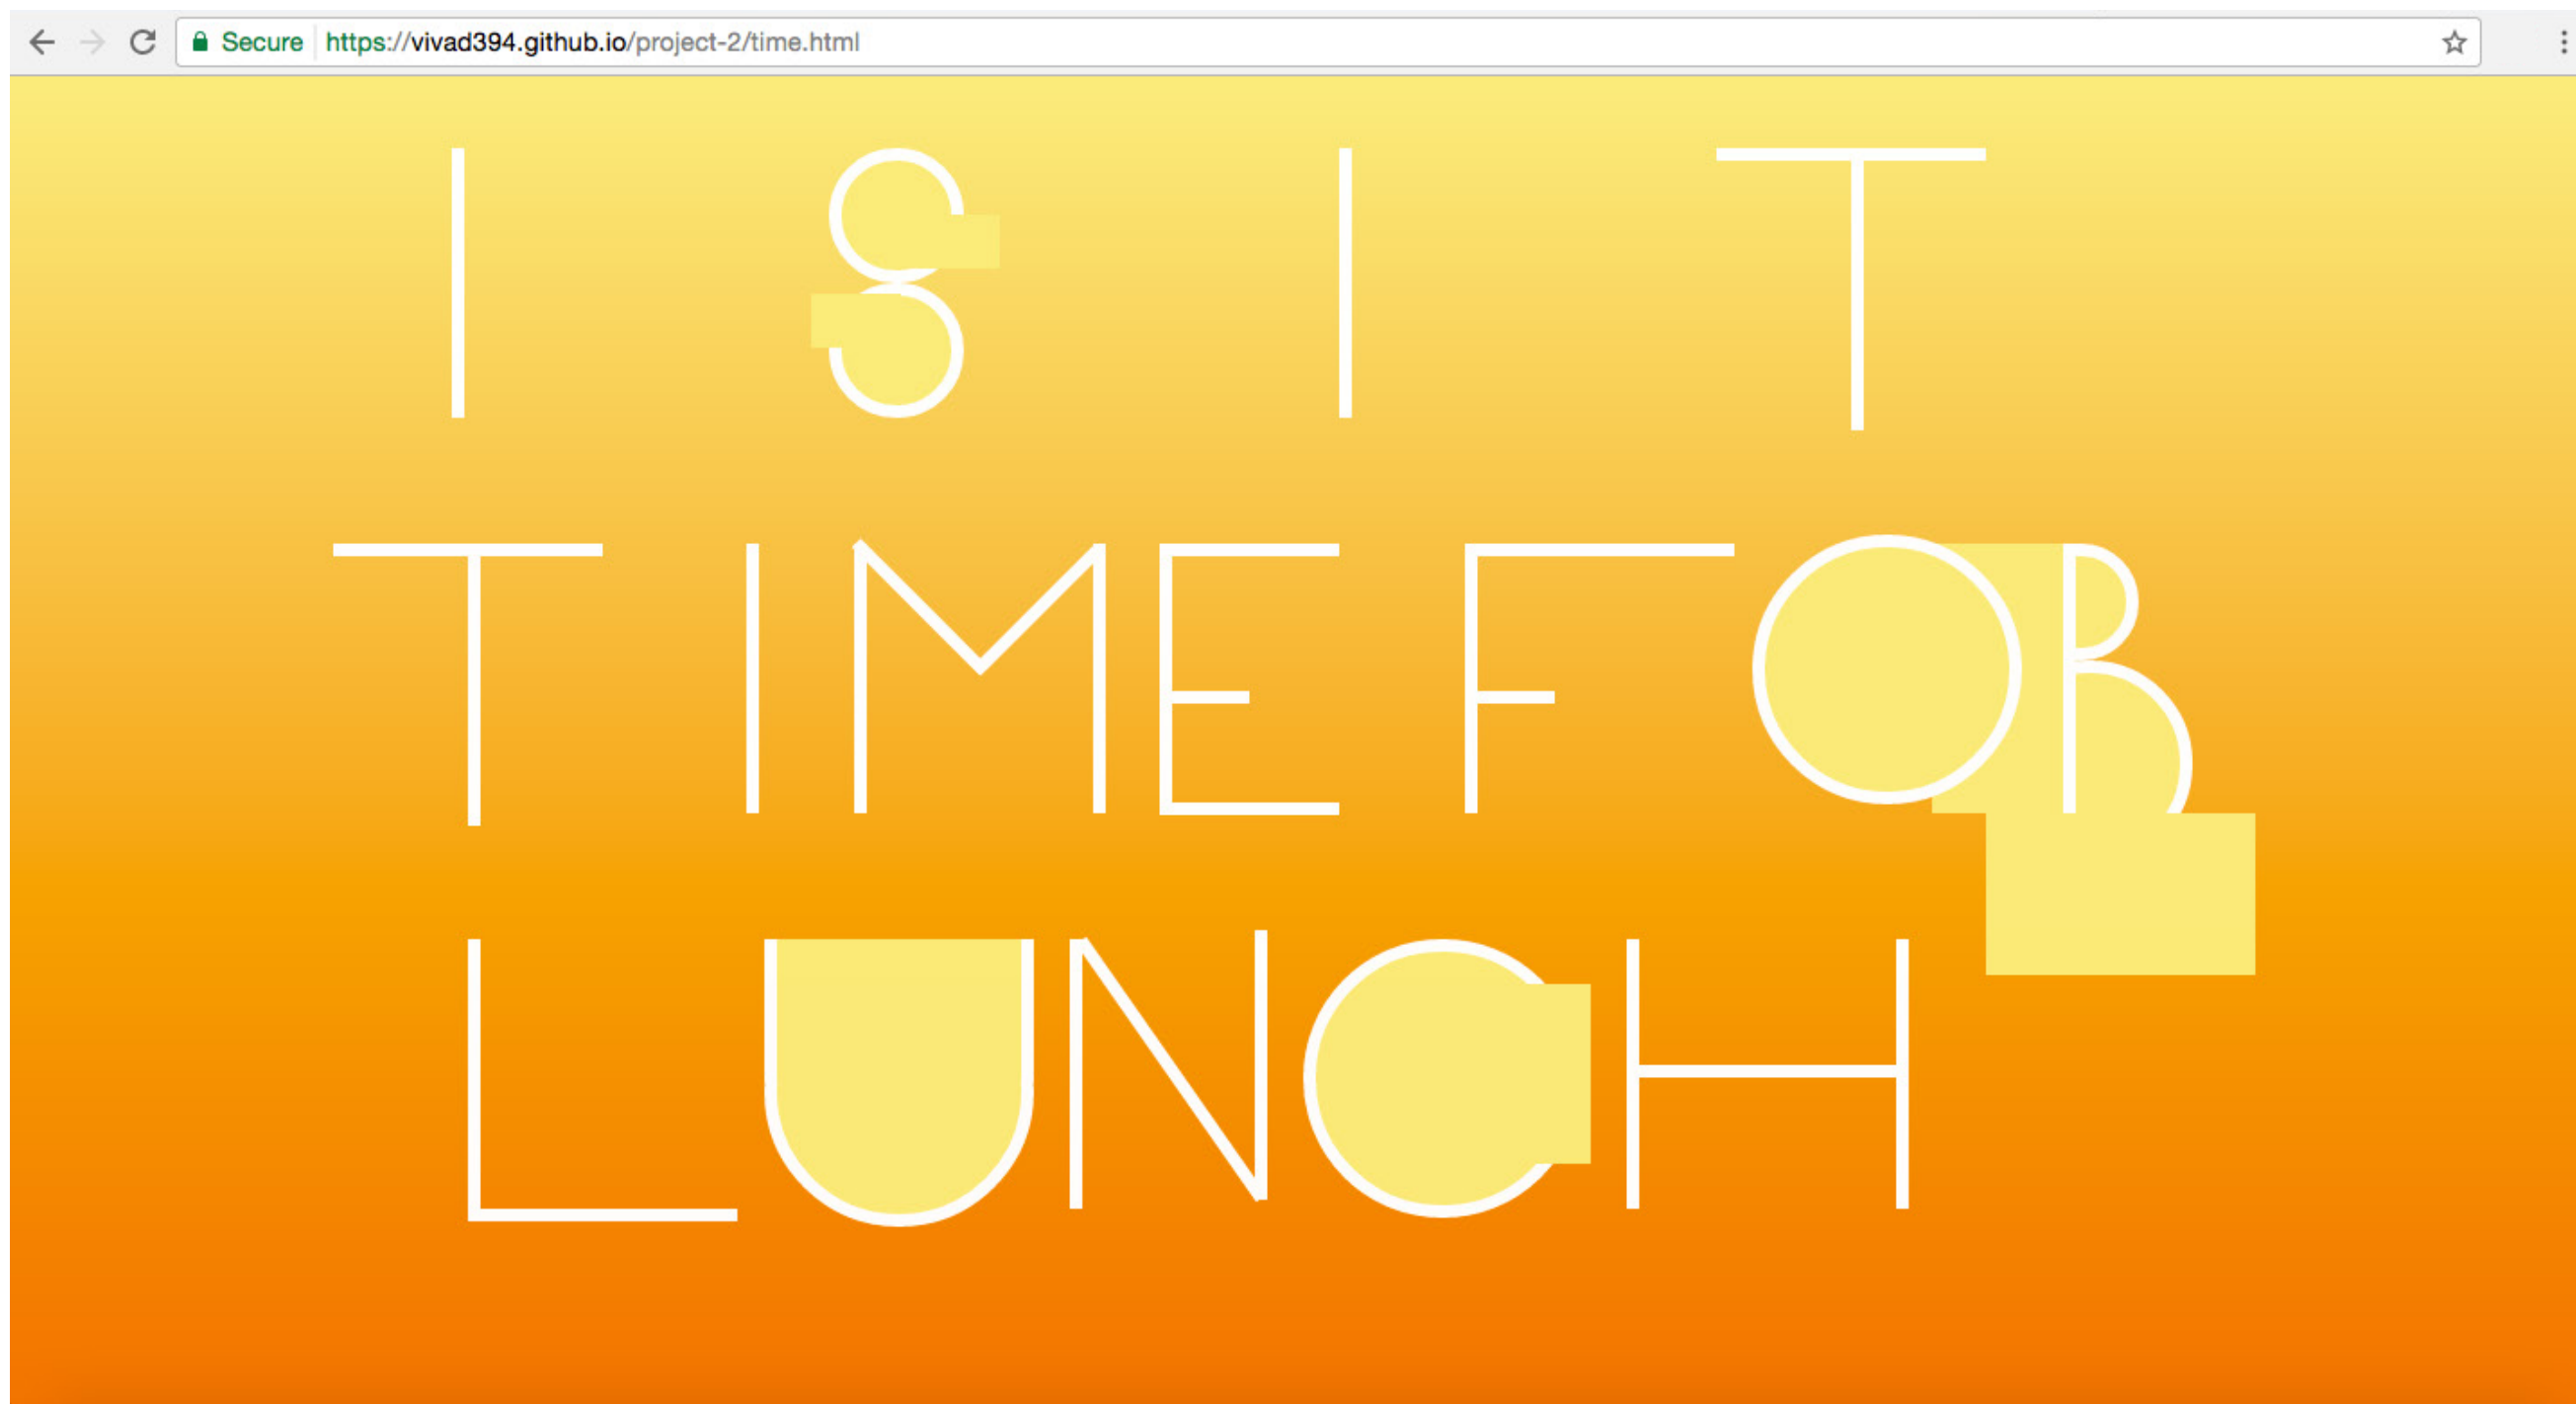 Secure https://vivad394.github.io/project-2/time.html
IS IT
TIME FOR
LUNCH